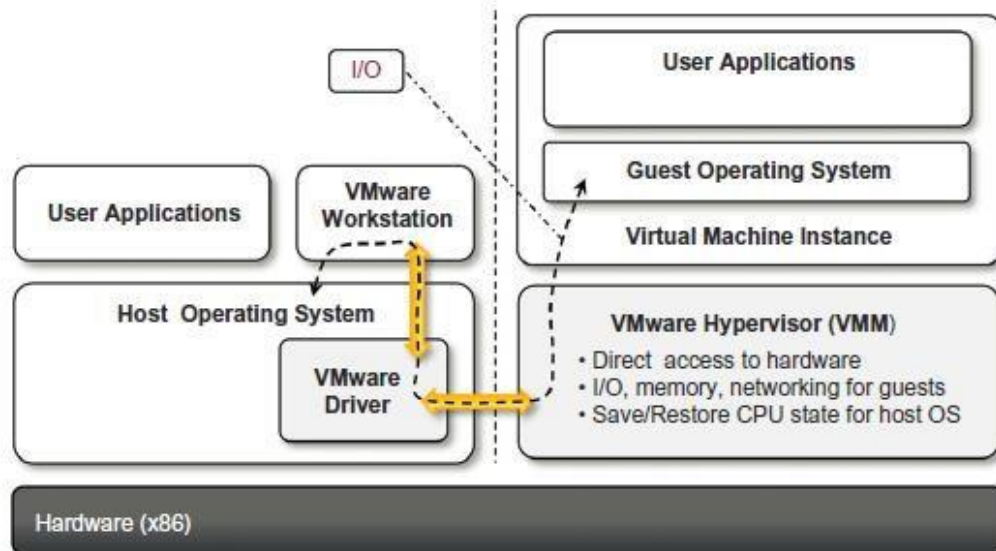 I/O
User Applications
VMware
Workstation
Host Operating System
VMware
Driver
User Applications
Guest Operating System
Virtual Machine Instance
VMware Hypervisor (VMM)
• Direct access to hardware
• I/O, memory, networking for guests
• Save/Restore CPU state for host OS
Hardware (x86)